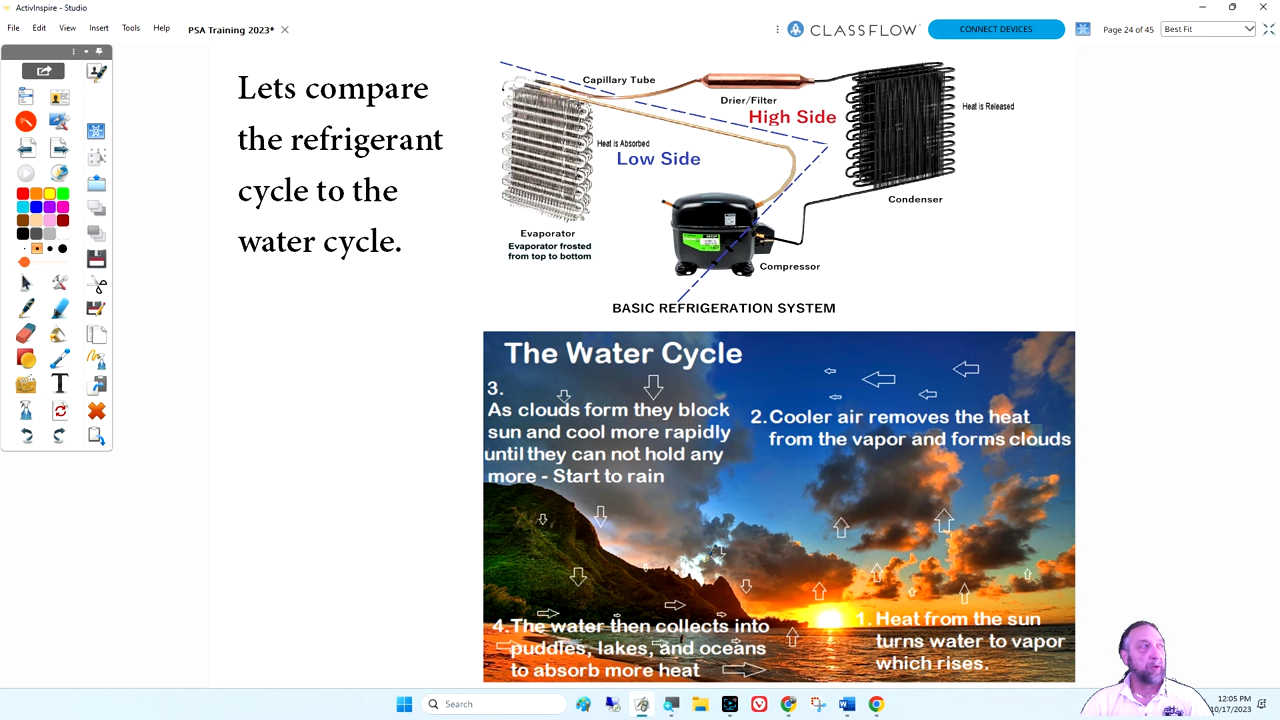 ActivInspire - Studio
File Edit View Insert Tools Help PSA Training 2023*
CLASSFLOW
CONNECT DEVICES
Page 24 of 45
Best Fit
Lets compare
the refrigerant
cycle to the
water cycle.
Capillary Tube
Drier/Filter
High Side
Heat is Released
Heat is Absorbed
Low Side
Condenser
Evaporator
Evaporator frosted
from top to bottom
Compressor
BASIC REFRIGERATION SYSTEM
The Water Cycle
3.
As clouds form they block
sun and cool more rapidly
until they can not hold any
more - Start to rain
2.Cooler air removes the heat
from the vapor and forms clouds
4.The water then collects into
puddles, lakes, and oceans
to absorb more heat
1. Heat from the sun
turns water to vapor
which rises.
Search
12:05 PM
10/17/2023